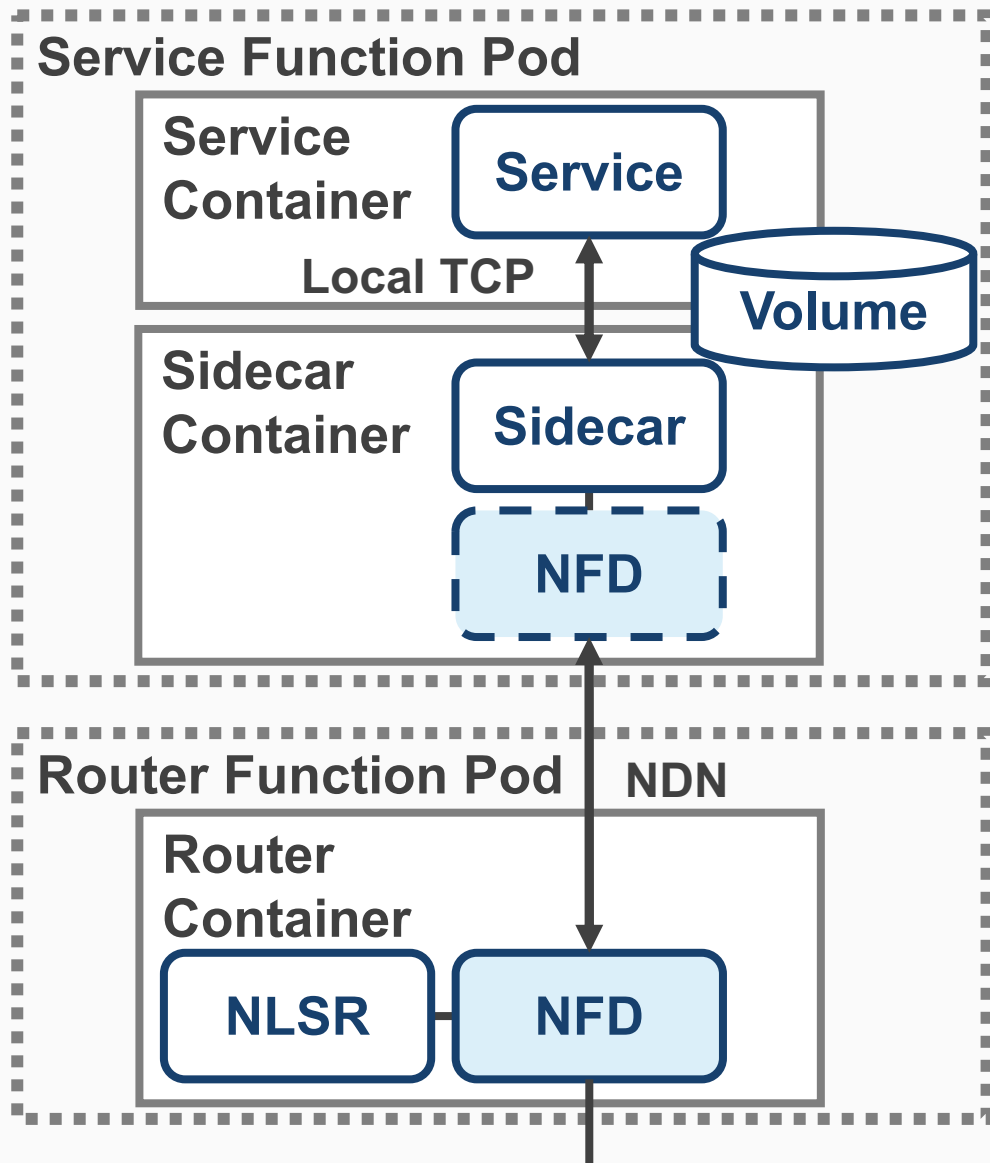 Service Function Pod
Service
Container
Service
Local TCP
Volume
Sidecar
Container
Sidecar
NFD
Router Function Pod
NDN
Router
Container
NLSR
NFD